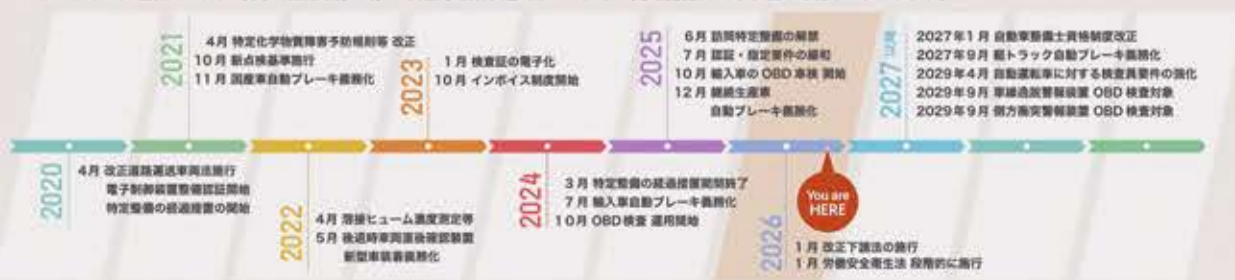 2020
4月 改正道路運送車両法施行
電子制御装置整備認証開始
特定整備の経過措置の開始
2021
4月 特定化学物質障害予防規則等 改正
10月 新点検基準施行
11月 国産車自動ブレーキ義務化
2022
4月 溶接ヒューム濃度測定等
5月 後退時車両直後確認装置
新型車装着義務化
2023
1月 検査証の電子化
10月 インボイス制度開始
2024
3月 特定整備の経過措置期間終了
7月 輸入車自動ブレーキ義務化
10月 OBD検査 運用開始
2025
6月 訪問特定整備の解禁
7月 認証・指定要件の緩和
10月 輸入車の OBD 車検 開始
12月 継続生産車
自動ブレーキ義務化
2026
1月 改正下請法の施行
1月 労働安全衛生法 段階的に施行
You are
HERE
2027 以降
2027年1月 自動車整備士資格制度改正
2027年9月 軽トラック自動ブレーキ義務化
2029年4月 自動運転車に対する検査員要件の強化
2029年9月 車線逸脱警報装置 OBD 検査対象
2029年9月 側方衝突警報装置 OBD 検査対象